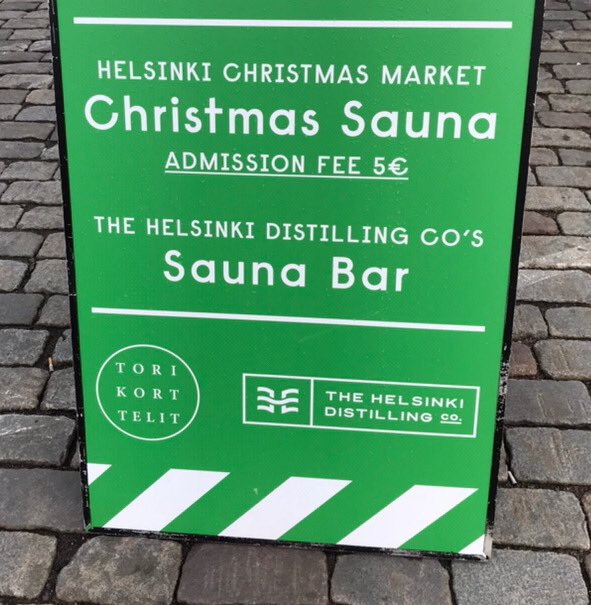 HELSINKI CHRISTMAS MARKET
Christmas Sauna
ADMISSION FEE 5€
THE HELSINKI DISTILLING CO'S
Sauna Bar
TORI
KORT
TELIT
THE HELSINKI
DISTILLING CO.